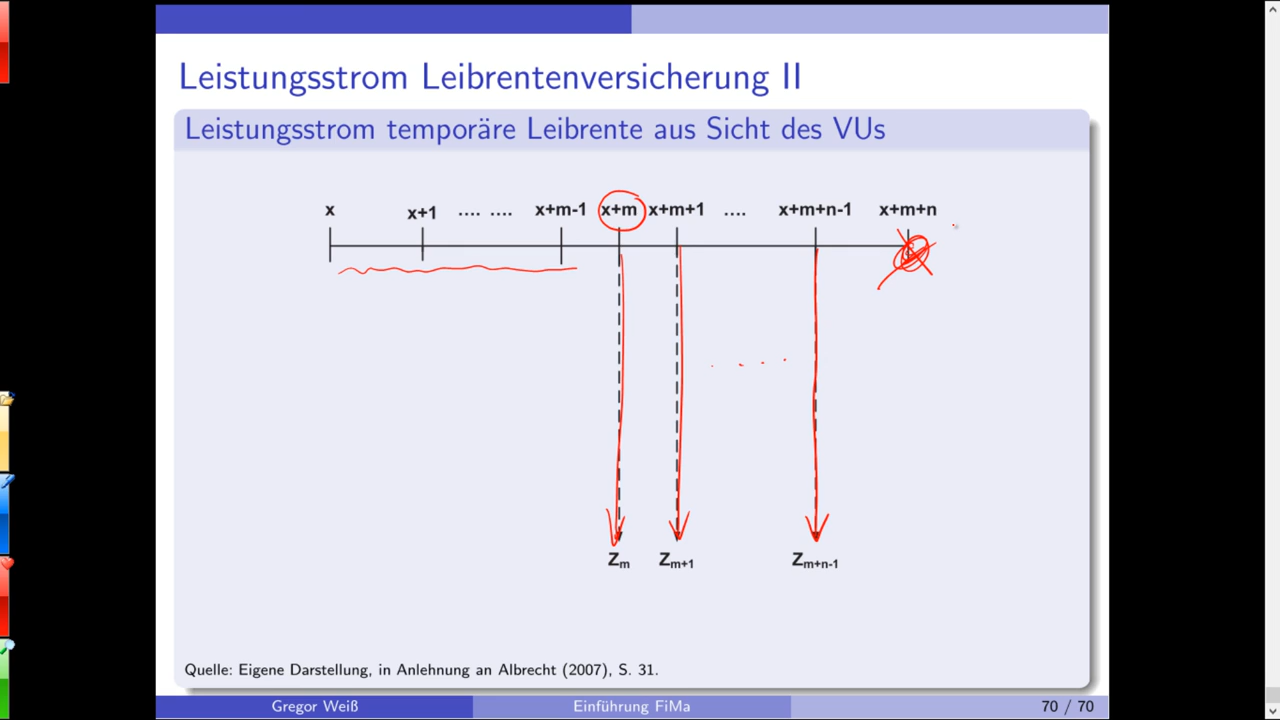 Leistungsstrom Leibrentenversicherung II
Leistungsstrom temporäre Leibrente aus Sicht des VUs
x x+1 .... .... x+m-1 x+m x+m+1 .... x+m+n-1 x+m+n
Zm Zm+1 Zm+n-1
Quelle: Eigene Darstellung, in Anlehnung an Albrecht (2007), S. 31.
Gregor Weiß Einführung FiMa 70 / 70